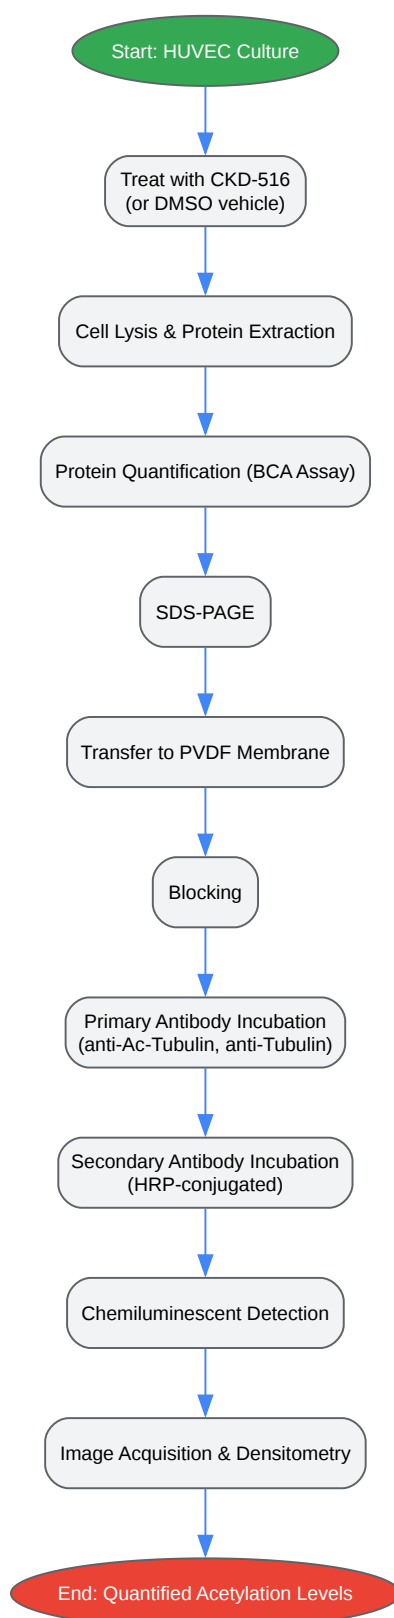 Start: HUVEC Culture
Treat with CKD-516
(or DMSO vehicle)
Cell Lysis & Protein Extraction
Protein Quantification (BCA Assay)
SDS-PAGE
Transfer to PVDF Membrane
Blocking
Primary Antibody Incubation
(anti-Ac-Tubulin, anti-Tubulin)
Secondary Antibody Incubation
(HRP-conjugated)
Chemiluminescent Detection
Image Acquisition & Densitometry
End: Quantified Acetylation Levels